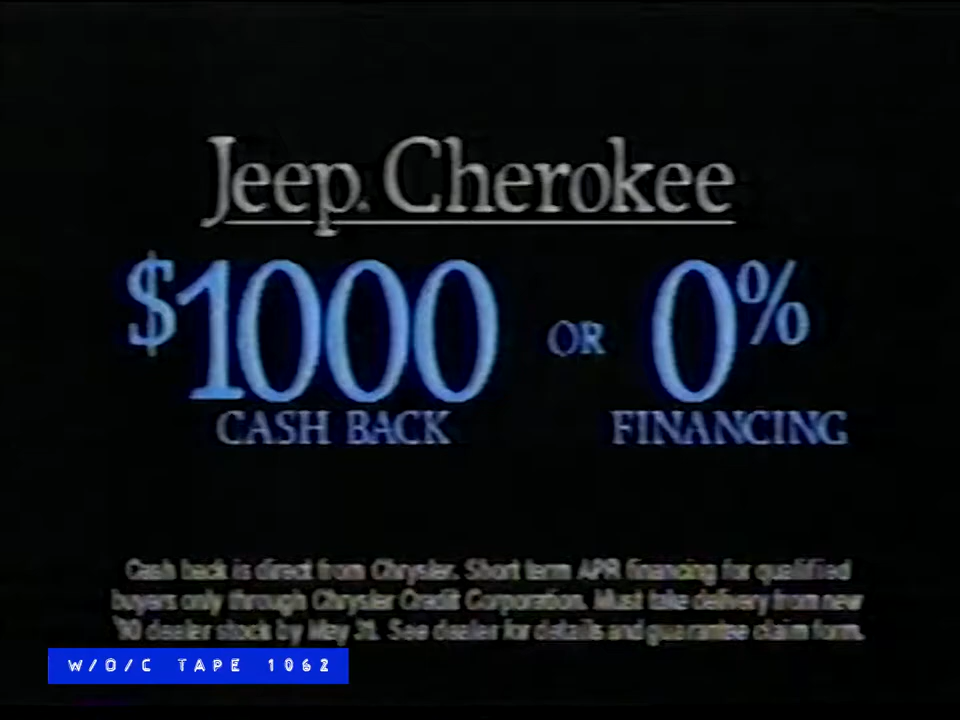 Jeep. Cherokee
$1000 OR 0%
CASH BACK FINANCING
Cash back is direct from Chrysler. Short term APR financing for qualified
buyers only through Chrysler Credit Corporation. Must take delivery from new
'90 dealer stock by May 31. See dealer for details and guarantee claim form.
W/O/C TAPE 1062